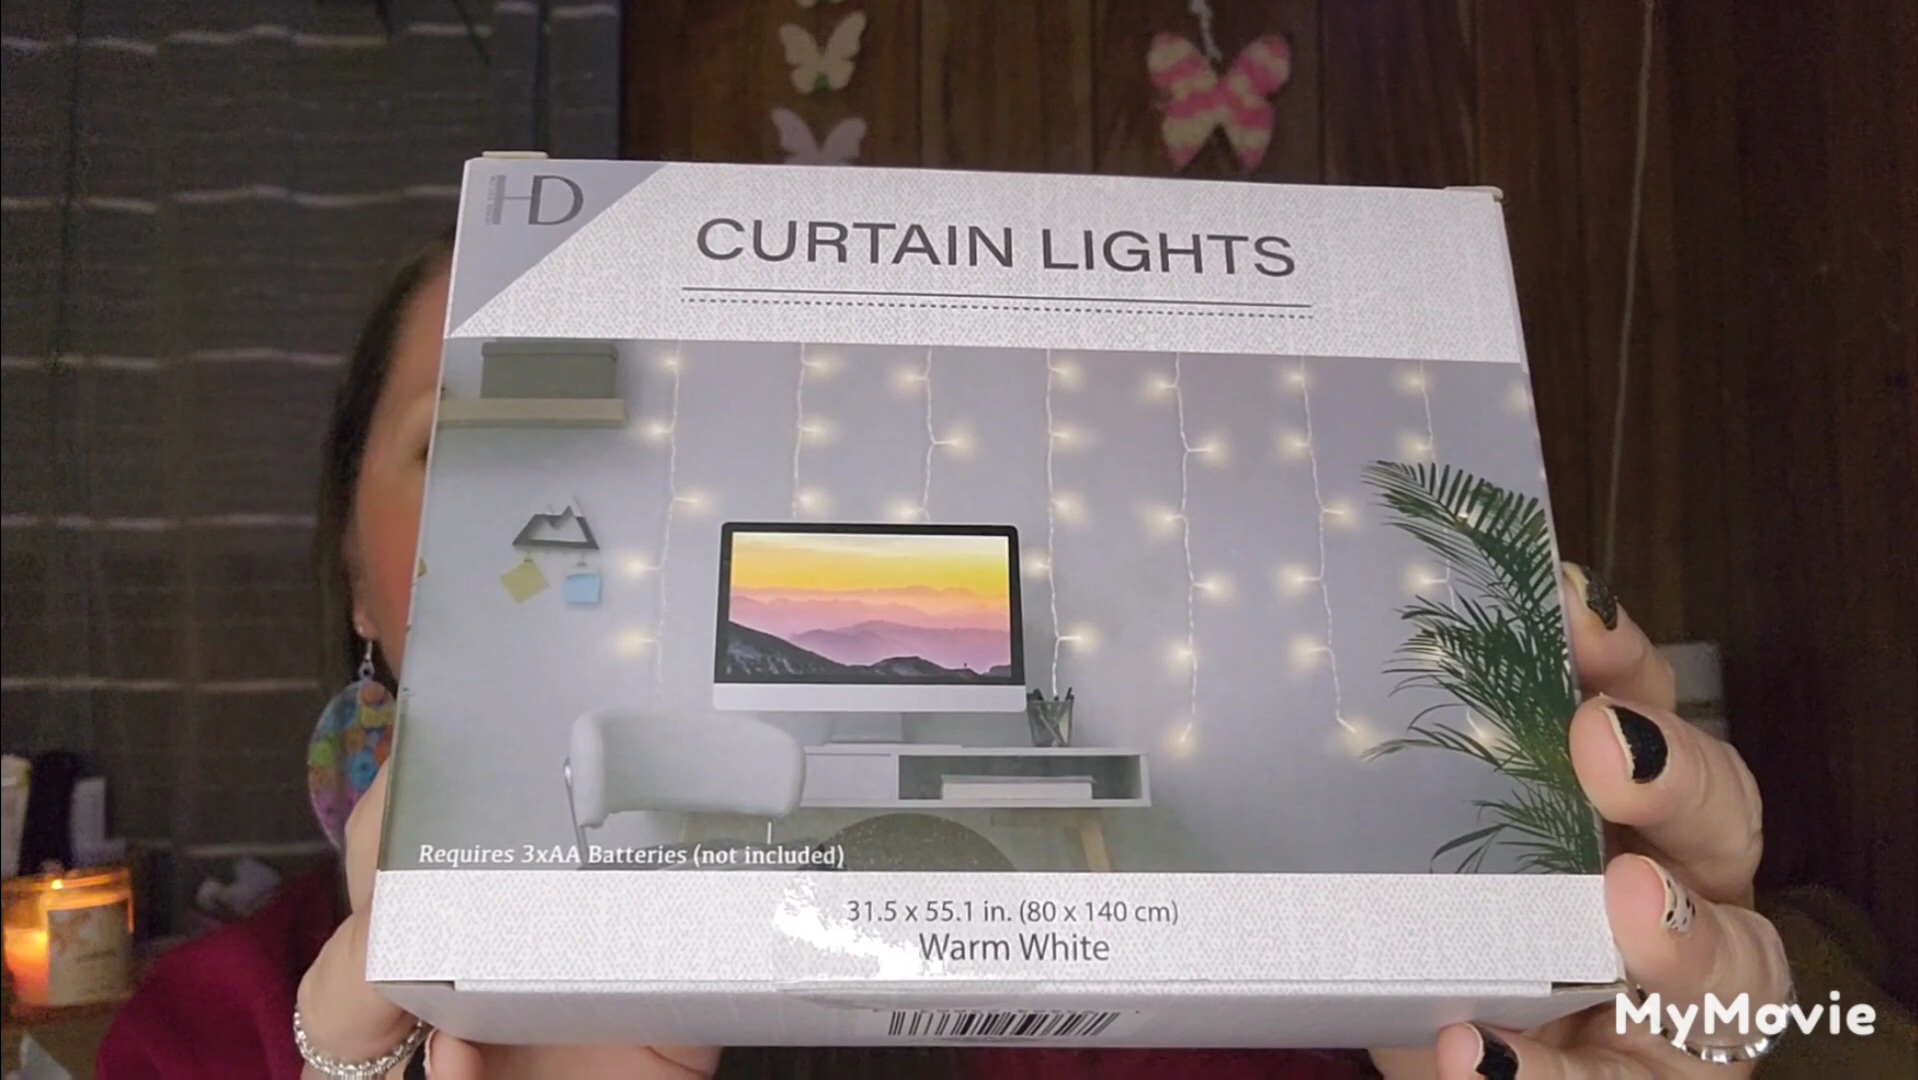 HD
CURTAIN LIGHTS
Requires 3xAA Batteries (not included)
31.5 x 55.1 in. (80 x 140 cm)
Warm White
MyMovie